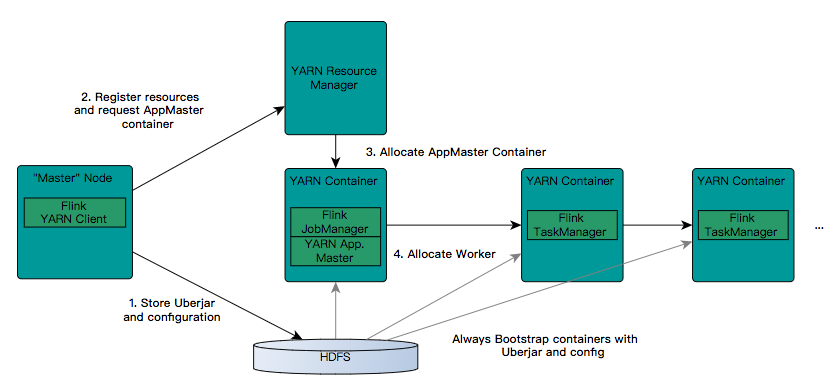 YARN Resource
Manager
2. Register resources
and request AppMaster
container
3. Allocate AppMaster Container
"Master" Node
Flink
YARN Client
YARN Container
Flink
JobManager
YARN App.
Master
4. Allocate Worker
YARN Container
Flink
TaskManager
YARN Container
Flink
TaskManager
...
1. Store Uberjar
and configuration
HDFS
Always Bootstrap containers with
Uberjar and config